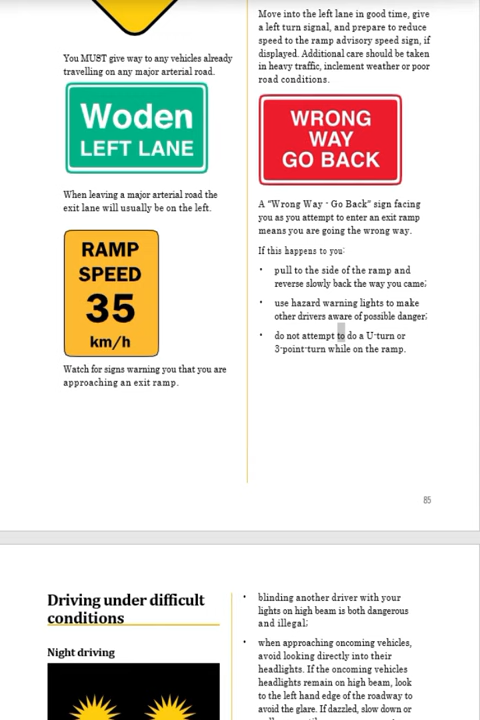 You MUST give way to any vehicles already
travelling on any major arterial road.
Woden
LEFT LANE
When leaving a major arterial road the
exit lane will usually be on the left.
RAMP
SPEED
35
km/h
Watch for signs warning you that you are
approaching an exit ramp.
Move into the left lane in good time, give
a left turn signal, and prepare to reduce
speed to the ramp advisory speed sign, if
displayed. Additional care should be taken
in heavy traffic, inclement weather or poor
road conditions.
WRONG
WAY
GO BACK
A "Wrong Way - Go Back" sign facing
you as you attempt to enter an exit ramp
means you are going the wrong way.
If this happens to you:
• pull to the side of the ramp and
reverse slowly back the way you came;
• use hazard warning lights to make
other drivers aware of possible danger;
• do not attempt to do a U-turn or
3-point-turn while on the ramp.
85
Driving under difficult
conditions
Night driving
• blinding another driver with your
lights on high beam is both dangerous
and illegal;
• when approaching oncoming vehicles,
avoid looking directly into their
headlights. If the oncoming vehicles
headlights remain on high beam, look
to the left hand edge of the roadway to
avoid the glare. If dazzled, slow down or